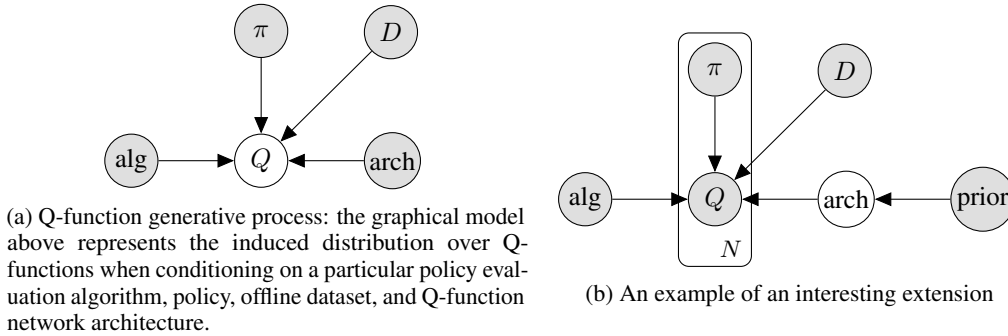 π
D
alg
Q
arch
(a) Q-function generative process: the graphical model
above represents the induced distribution over Q-
functions when conditioning on a particular policy eval-
uation algorithm, policy, offline dataset, and Q-function
network architecture.
π
D
alg
Q
arch
prior
N
(b) An example of an interesting extension